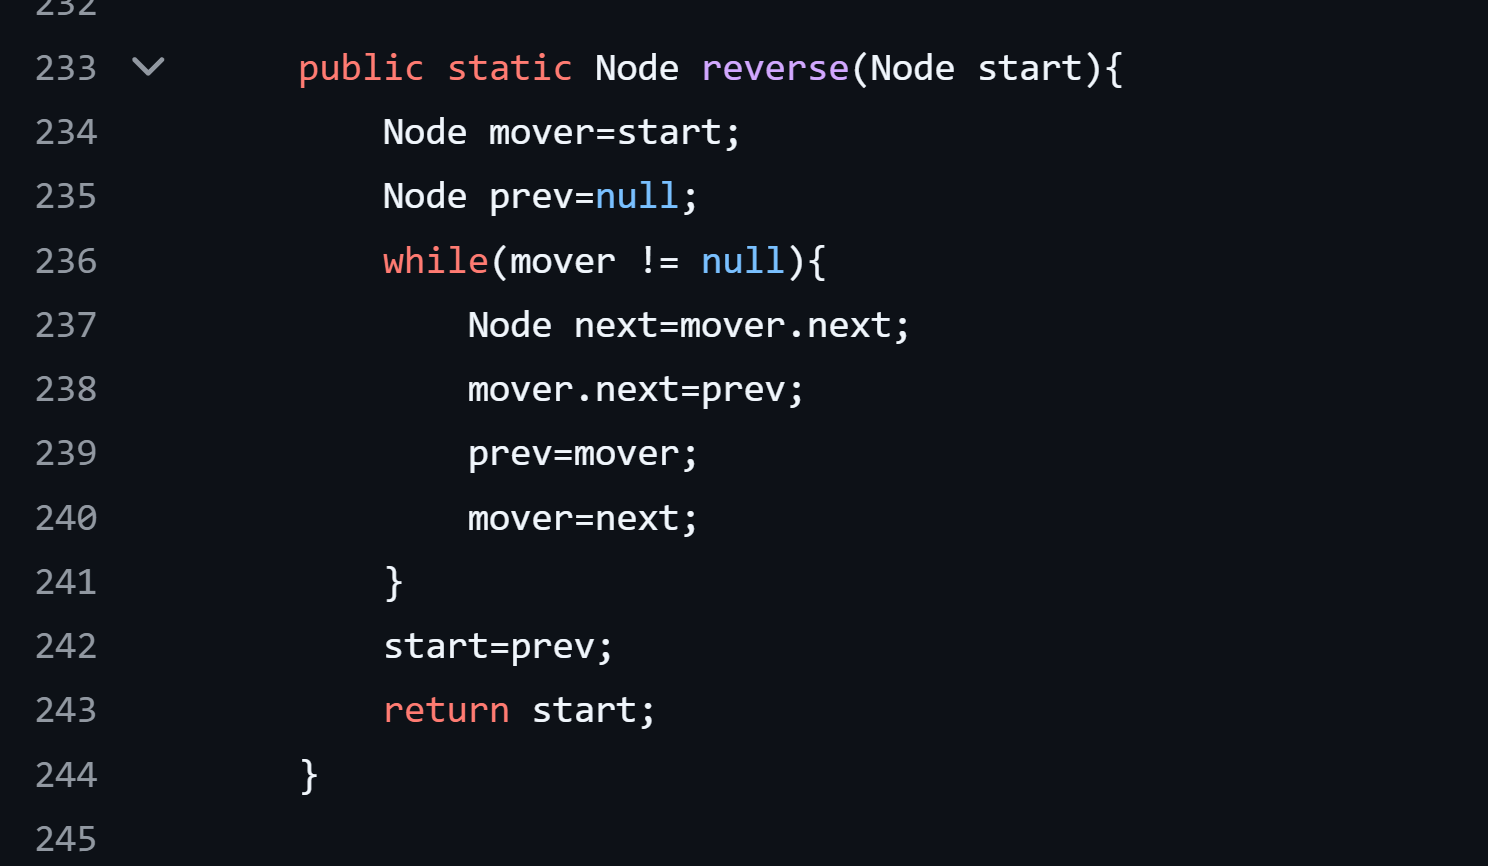 232
233 public static Node reverse(Node start){
234 Node mover=start;
235 Node prev=null;
236 while(mover != null){
237 Node next=mover.next;
238 mover.next=prev;
239 prev=mover;
240 mover=next;
241 }
242 start=prev;
243 return start;
244 }
245